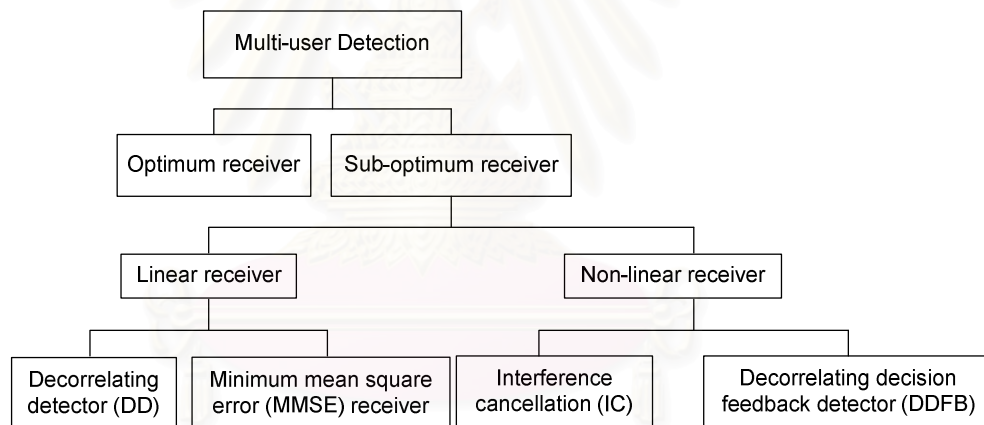 Multi-user Detection
Optimum receiver
Sub-optimum receiver
Linear receiver
Non-linear receiver
Decorrelating
detector (DD)
Minimum mean square
error (MMSE) receiver
Interference
cancellation (IC)
Decorrelating decision
feedback detector (DDFB)